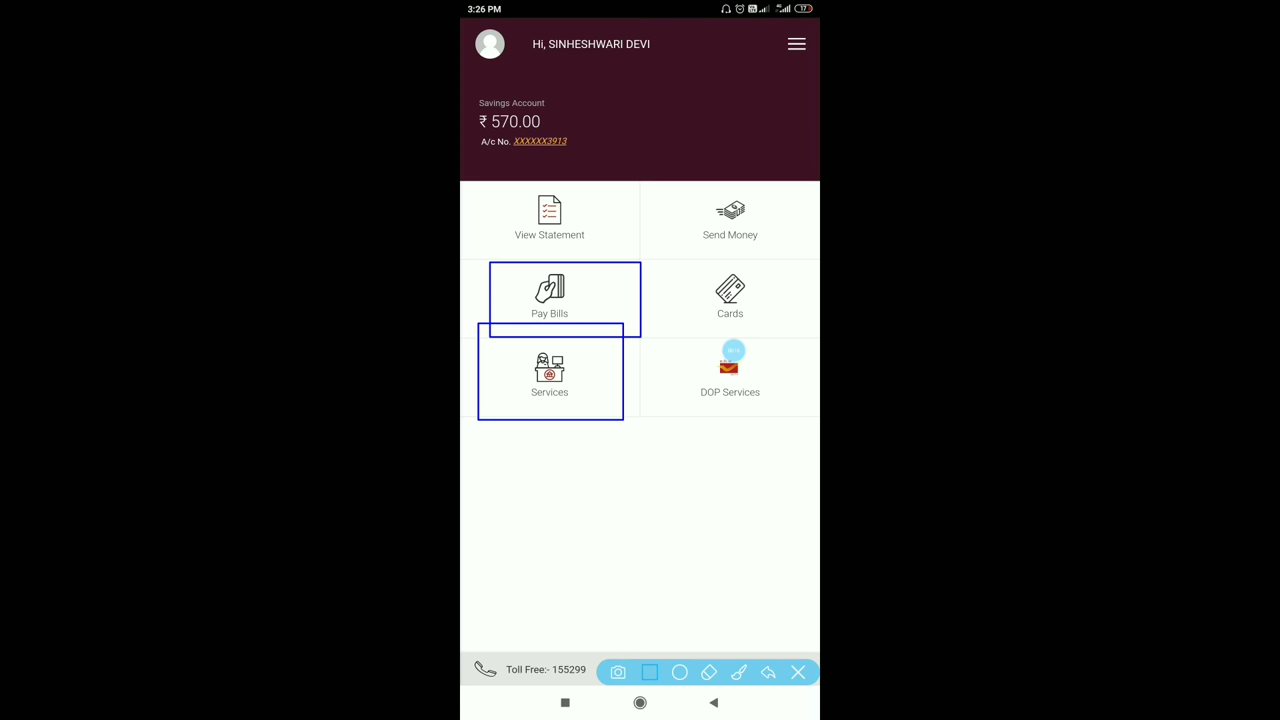 3:26 PM
17
Hi, SINHESHWARI DEVI
Savings Account
₹ 570.00
A/c No. XXXXXX3913
View Statement
Send Money
Pay Bills
Cards
Services
DOP Services
Toll Free:- 155299